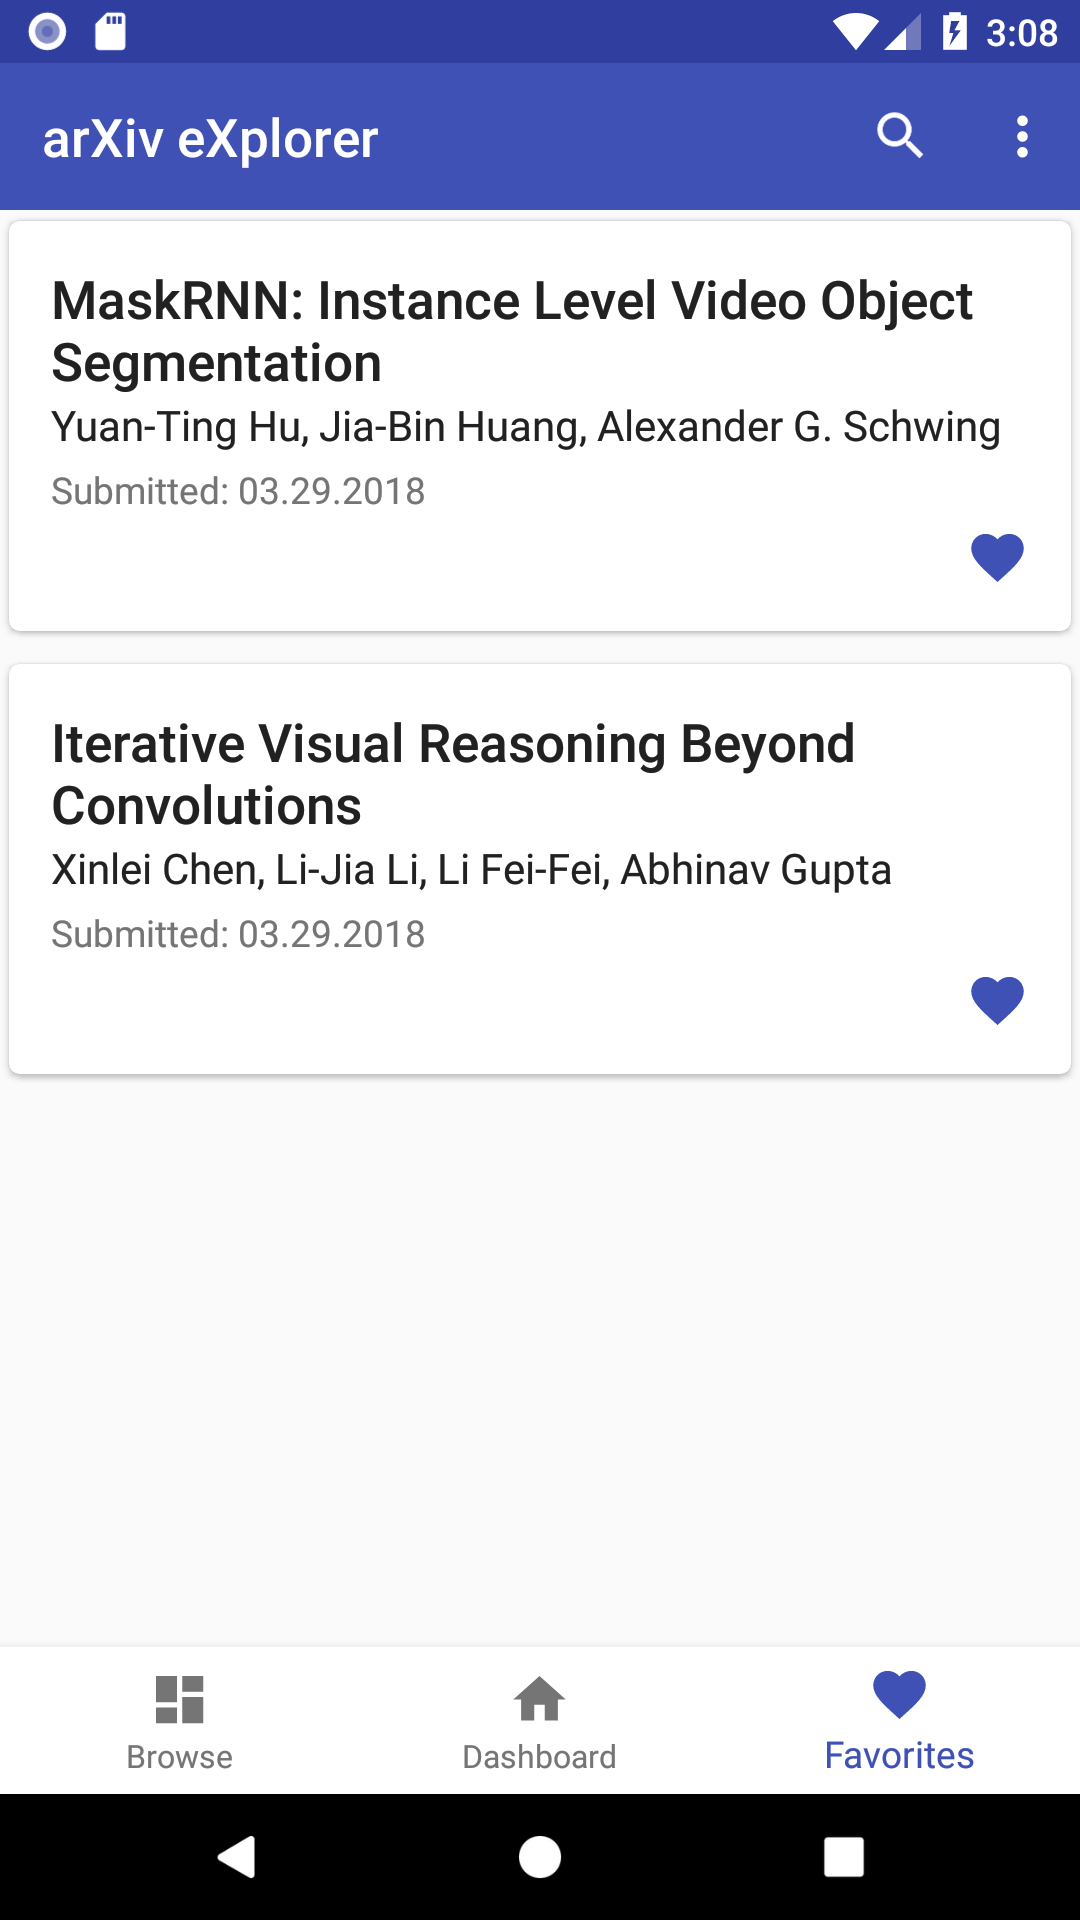 3:08
arXiv eXplorer
MaskRNN: Instance Level Video Object
Segmentation
Yuan-Ting Hu, Jia-Bin Huang, Alexander G. Schwing
Submitted: 03.29.2018
Iterative Visual Reasoning Beyond
Convolutions
Xinlei Chen, Li-Jia Li, Li Fei-Fei, Abhinav Gupta
Submitted: 03.29.2018
Browse
Dashboard
Favorites